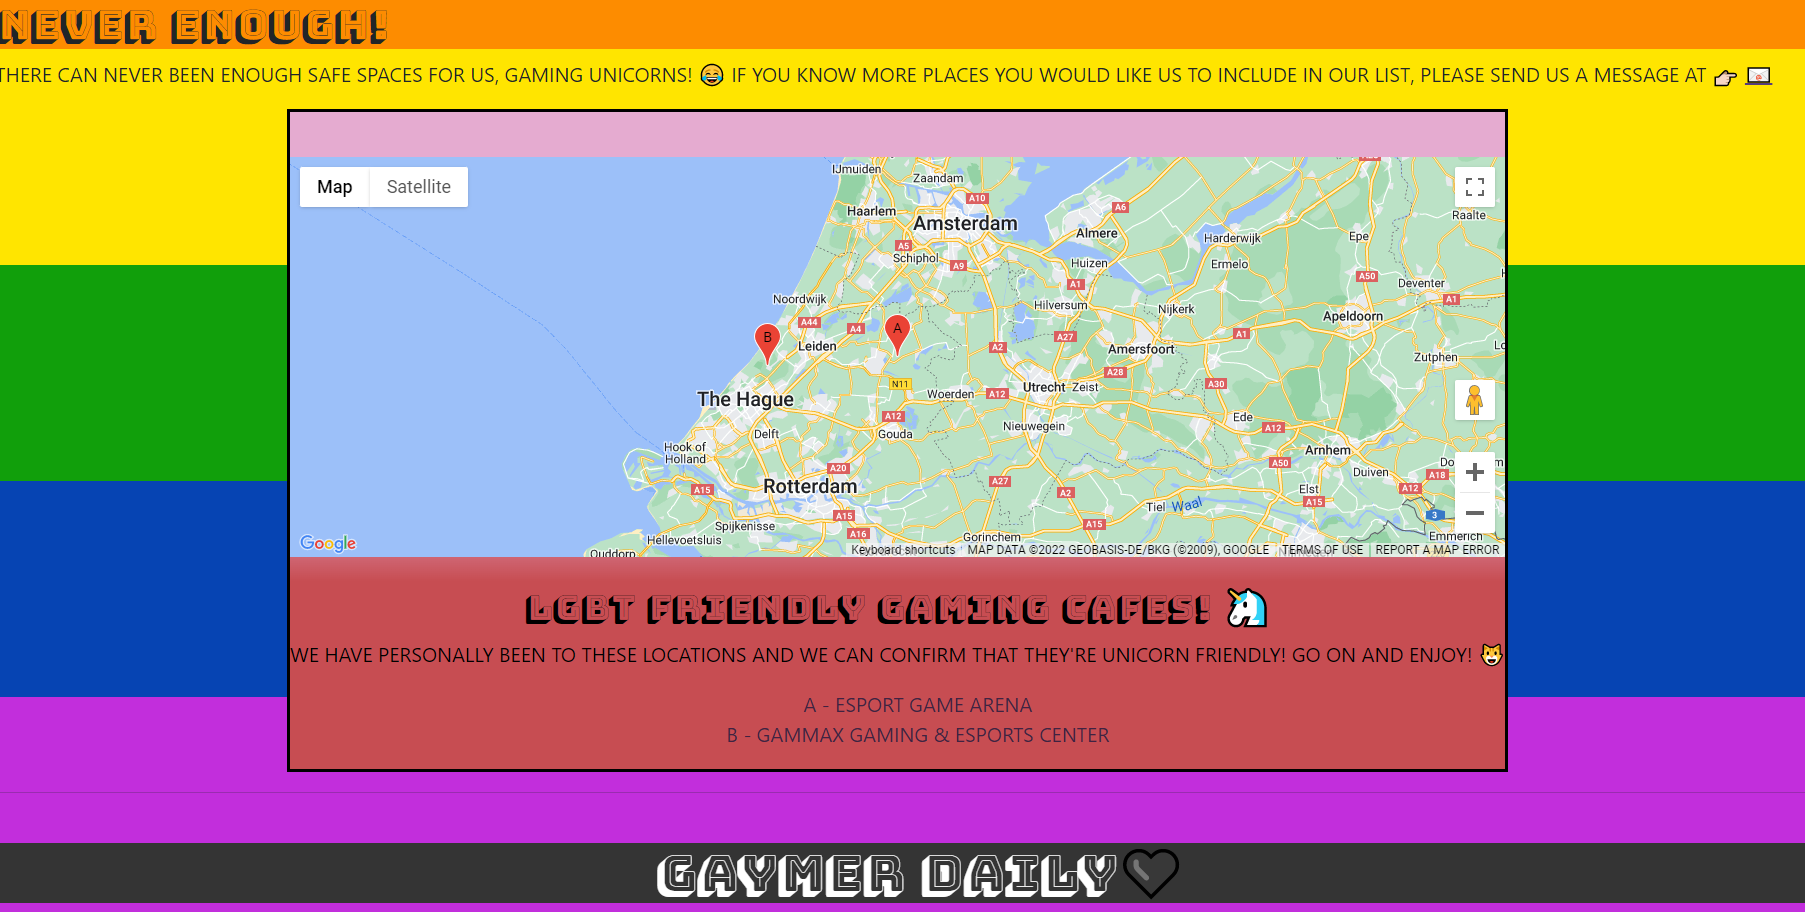 NEVER ENOUGH!
THERE CAN NEVER BEEN ENOUGH SAFE SPACES FOR US, GAMING UNICORNS! 😂 IF YOU KNOW MORE PLACES YOU WOULD LIKE US TO INCLUDE IN OUR LIST, PLEASE SEND US A MESSAGE AT 👉 📧
Map Satellite
IJmuiden
Zaandam
A10
Haarlem
Amsterdam
A6
Raalte
Almere
Harderwijk
Epe
A5
Schiphol
A9
Huizen
Ermelo
A50
Deventer
A1
Noordwijk
Hilversum
Nijkerk
A1
Apeldoorn
A44
A4
A
B
Leiden
A2
A27
Amersfoort
A1
Zutphen
N11
A28
A30
The Hague
Woerden
A12
Utrecht
Zeist
A12
Gouda
Nieuwegein
Ede
A12
Delft
Hook of
Holland
Arnhem
A20
A50
Duiven
A18
A15
Rotterdam
A27
A2
Elst
A12
A15
Tiel
Waal
3
A15
Spijkenisse
A15
A16
Hellevoetsluis
Gorinchem
Emmerich
Ouddorp
Google
Keyboard shortcuts MAP DATA ©2022 GEOBASIS-DE/BKG (©2009), GOOGLE TERMS OF USE REPORT A MAP ERROR
LGBT FRIENDLY GAMING CAFES! 🦄
WE HAVE PERSONALLY BEEN TO THESE LOCATIONS AND WE CAN CONFIRM THAT THEY'RE UNICORN FRIENDLY! GO ON AND ENJOY! 😺
A - ESPORT GAME ARENA
B - GAMMAX GAMING & ESPORTS CENTER
GAYMER DAILY